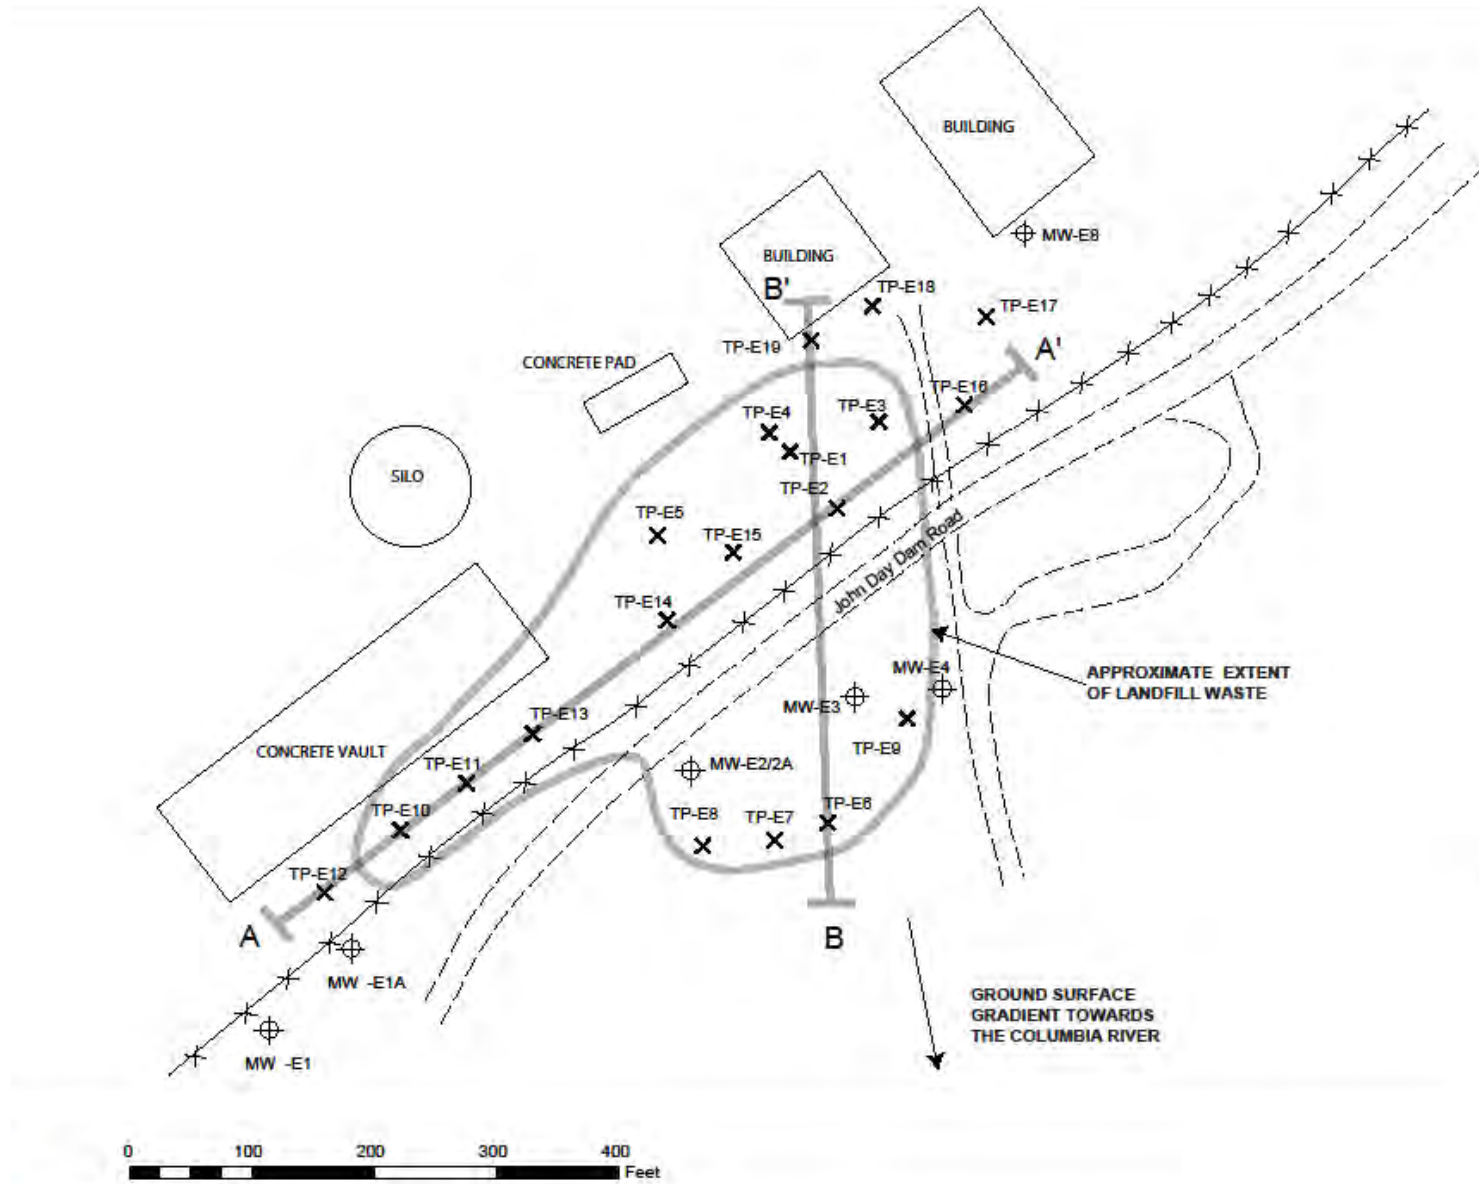 BUILDING
MW-E8
BUILDING
B'
TP-E18
TP-E17
TP-E19
A'
CONCRETE PAD
TP-E16
TP-E4
TP-E3
TP-E1
SILO
TP-E2
TP-E5
TP-E15
John Day Dam Road
TP-E14
MW-E4
APPROXIMATE EXTENT
OF LANDFILL WASTE
MW-E3
TP-E13
TP-E9
CONCRETE VAULT
TP-E11
MW-E2/2A
TP-E10
TP-E8
TP-E7
TP-E6
TP-E12
A
B
MW -E1A
GROUND SURFACE
GRADIENT TOWARDS
THE COLUMBIA RIVER
MW -E1
0 100 200 300 400
Feet